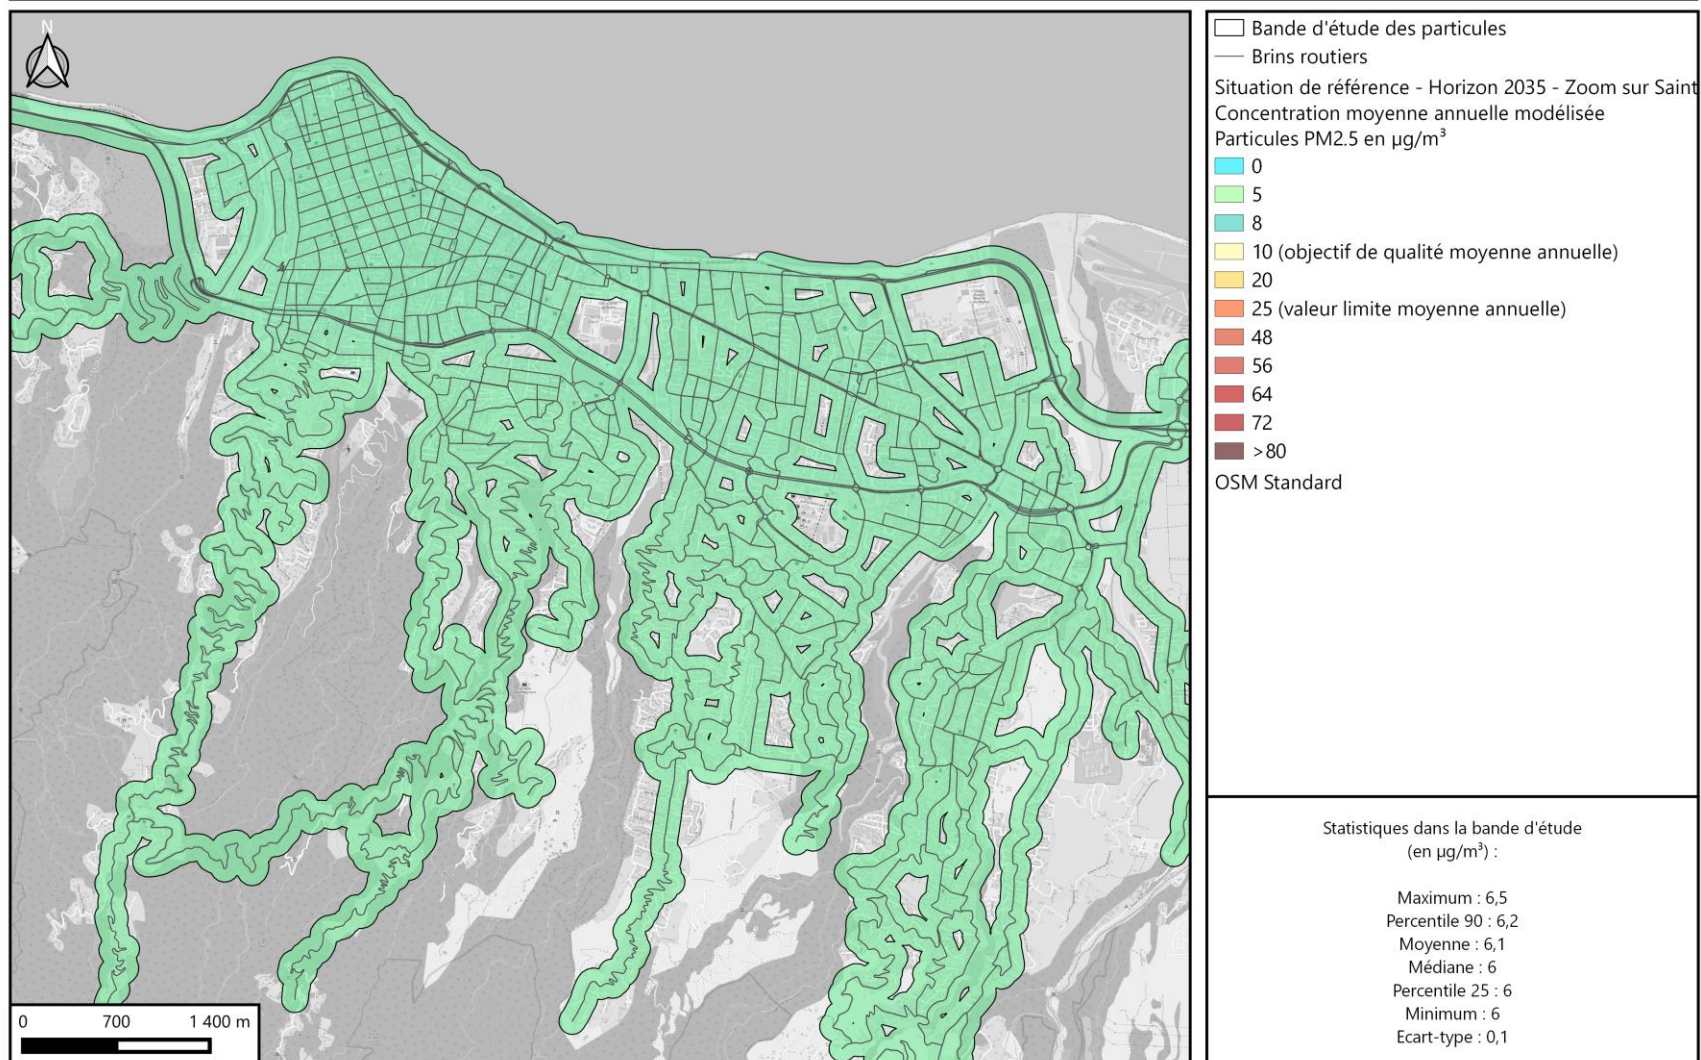 N
0 700 1 400 m
Bande d'étude des particules
Brins routiers
Situation de référence - Horizon 2035 - Zoom sur Saint
Concentration moyenne annuelle modélisée
Particules PM2.5 en µg/m³
0
5
8
10 (objectif de qualité moyenne annuelle)
20
25 (valeur limite moyenne annuelle)
48
56
64
72
>80
OSM Standard
Statistiques dans la bande d'étude
(en µg/m³) :
Maximum : 6,5
Percentile 90 : 6,2
Moyenne : 6,1
Médiane : 6
Percentile 25 : 6
Minimum : 6
Ecart-type : 0,1